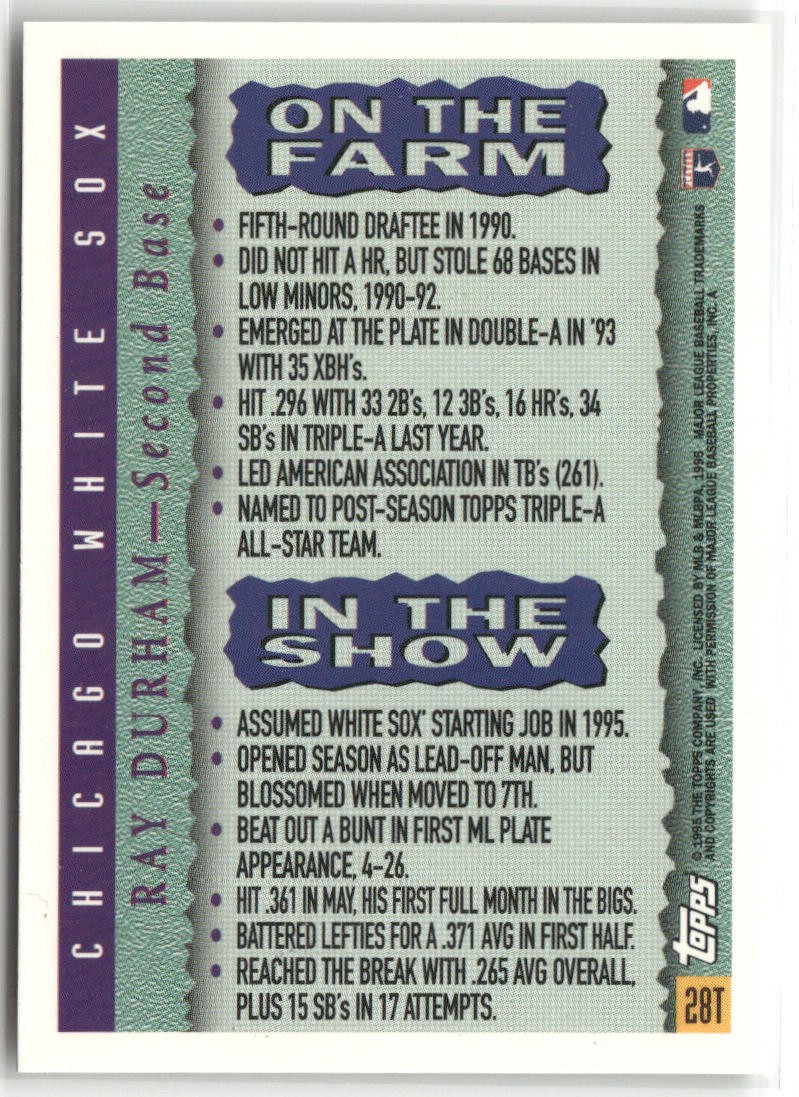 CHICAGO WHITE SOX
RAY DURHAM—Second Base
ON THE
FARM
• FIFTH-ROUND DRAFTEE IN 1990.
• DID NOT HIT A HR, BUT STOLE 68 BASES IN
LOW MINORS, 1990-92.
• EMERGED AT THE PLATE IN DOUBLE-A IN '93
WITH 35 XBH's.
• HIT .296 WITH 33 2B's, 12 3B's, 16 HR's, 34
SB's IN TRIPLE-A LAST YEAR.
• LED AMERICAN ASSOCIATION IN TB's (261).
• NAMED TO POST-SEASON TOPPS TRIPLE-A
ALL-STAR TEAM.
IN THE
SHOW
• ASSUMED WHITE SOX' STARTING JOB IN 1995.
• OPENED SEASON AS LEAD-OFF MAN, BUT
BLOSSOMED WHEN MOVED TO 7TH.
• BEAT OUT A BUNT IN FIRST ML PLATE
APPEARANCE, 4-26.
• HIT .361 IN MAY, HIS FIRST FULL MONTH IN THE BIGS.
• BATTERED LEFTIES FOR A .371 AVG IN FIRST HALF.
• REACHED THE BREAK WITH .265 AVG OVERALL,
PLUS 15 SB's IN 17 ATTEMPTS.
28T
TOPPS
© 1995 THE TOPPS COMPANY, INC. LICENSED BY MLB & MLBPA, 1995 MAJOR LEAGUE BASEBALL TRADEMARKS
AND COPYRIGHTS ARE USED WITH PERMISSION OF MAJOR LEAGUE BASEBALL PROPERTIES, INC. A